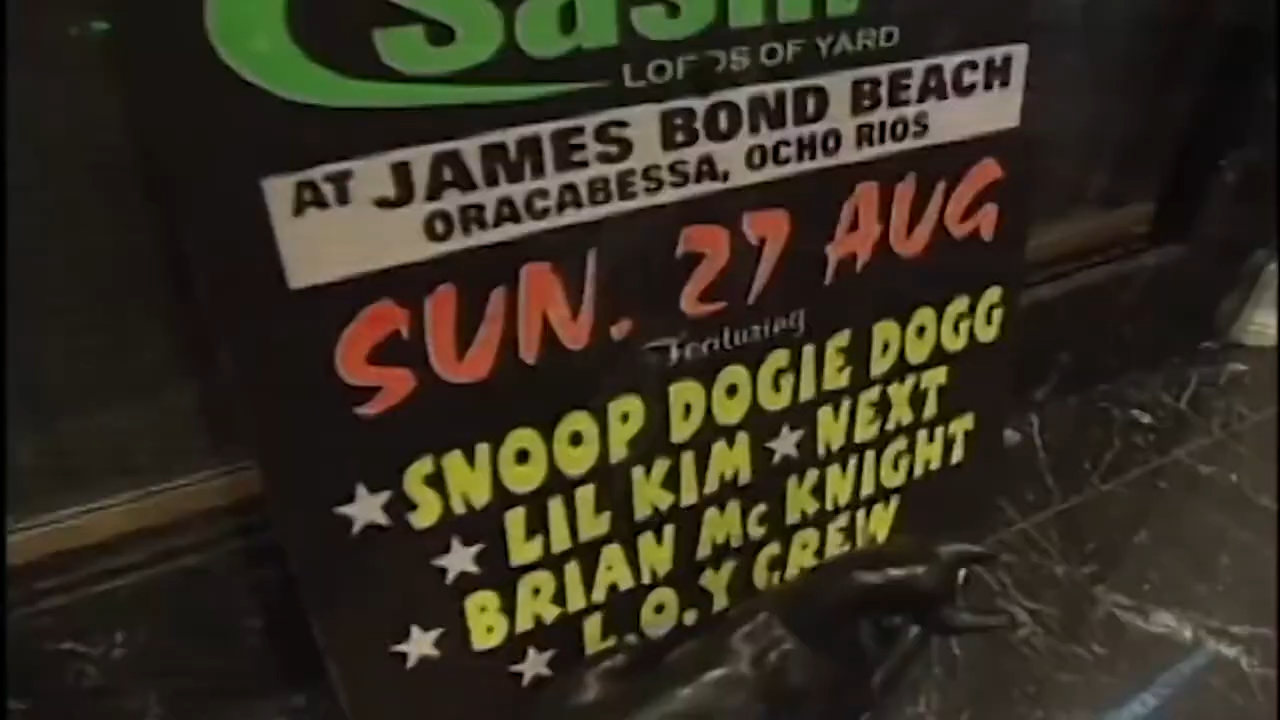 Sashi
LORDS OF YARD
AT JAMES BOND BEACH
ORACABESSA, OCHO RIOS
SUN. 27 AUG
Featuring
SNOOP DOGIE DOGG
LIL KIM ★ NEXT
BRIAN Mc KNIGHT
L.O.Y CREW